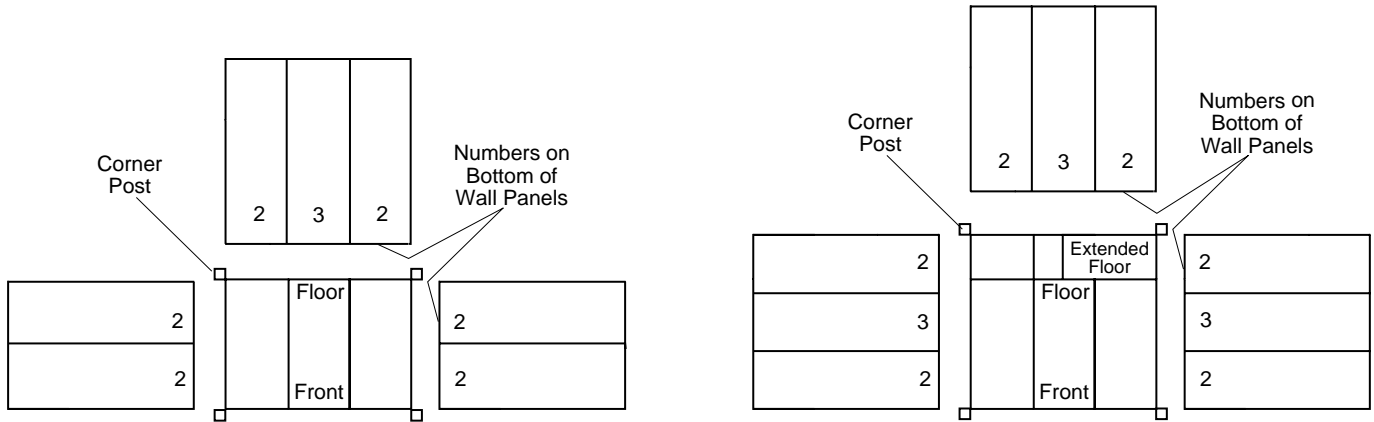 Corner
Post
Numbers on
Bottom of
Wall Panels
2 3 2
2
2
Floor
Front
2
2
Corner
Post
Numbers on
Bottom of
Wall Panels
2 3 2
2
3
2
Extended
Floor
Floor
Front
2
3
2